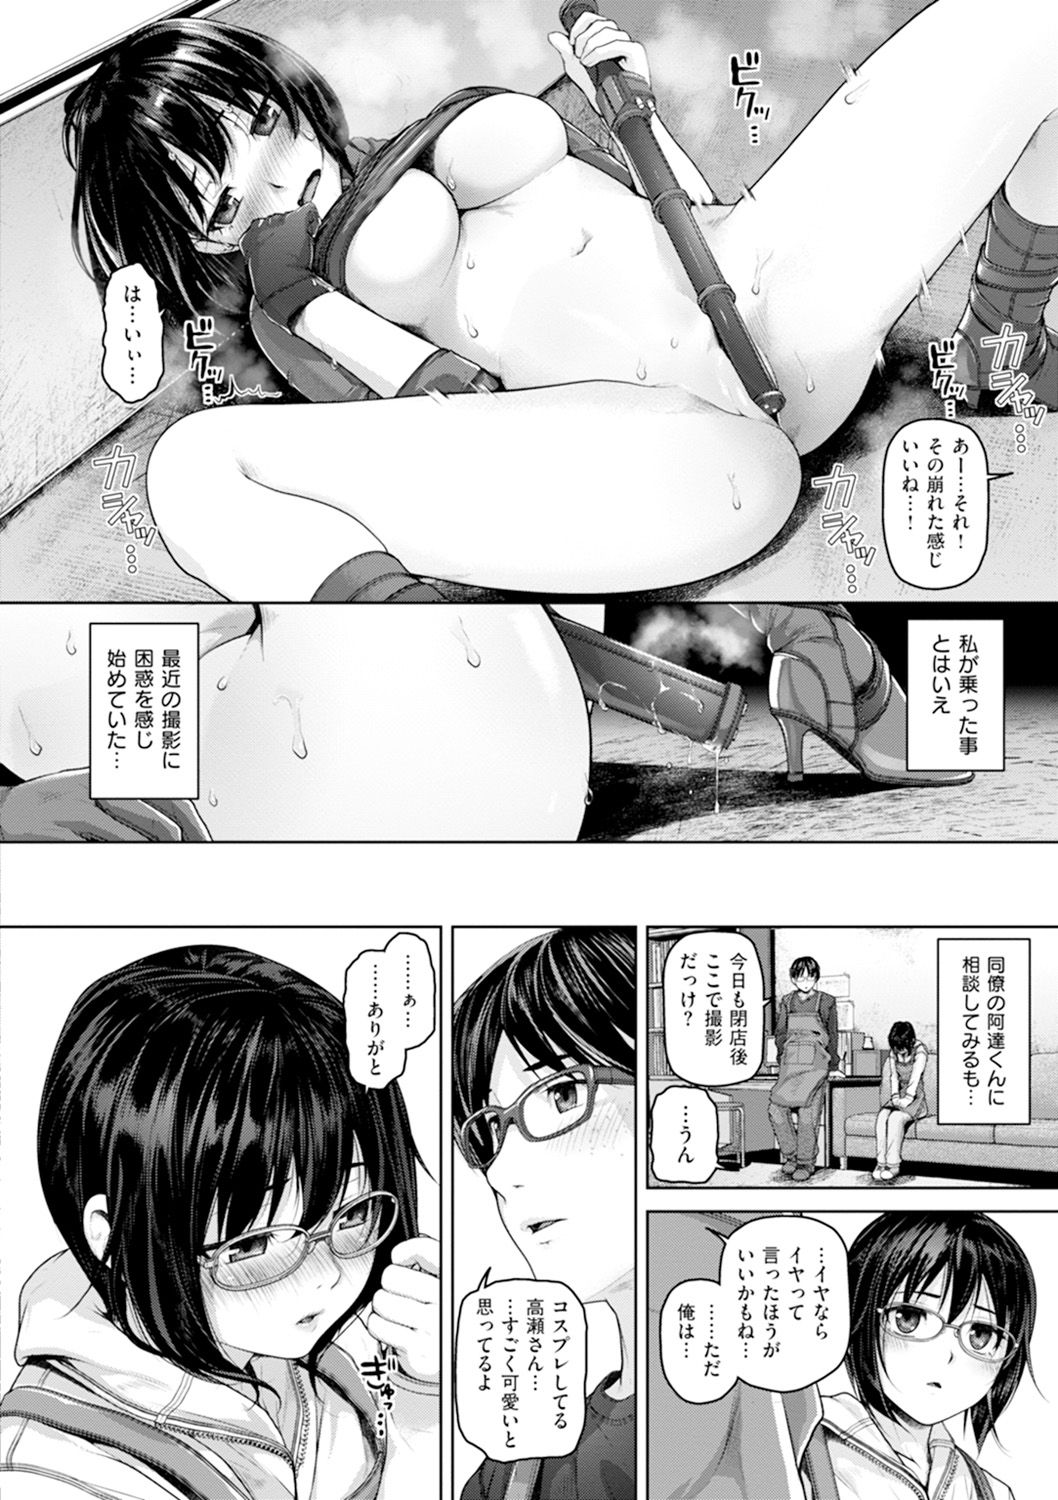 ビクッ…
あー…それ！
その崩れた感じ
いいね…！
カシャッ…
ビクッ…
カシャッ…
は…いぃ…
ビクッ…
カシャッ…
私が乗った事
とはいえ
最近の撮影に
困惑を感じ
始めていた…
同僚の阿達くんに
相談してみるも…
今日も閉店後
ここで撮影
だっけ？
…うん
…イヤなら
イヤって
言ったほうが
いいかもね…
………ただ
俺は…
コスプレしてる
高瀬さん…
…すごく可愛いと
思ってるよ
……ぁ…
………ありがと
ぎゅっ…